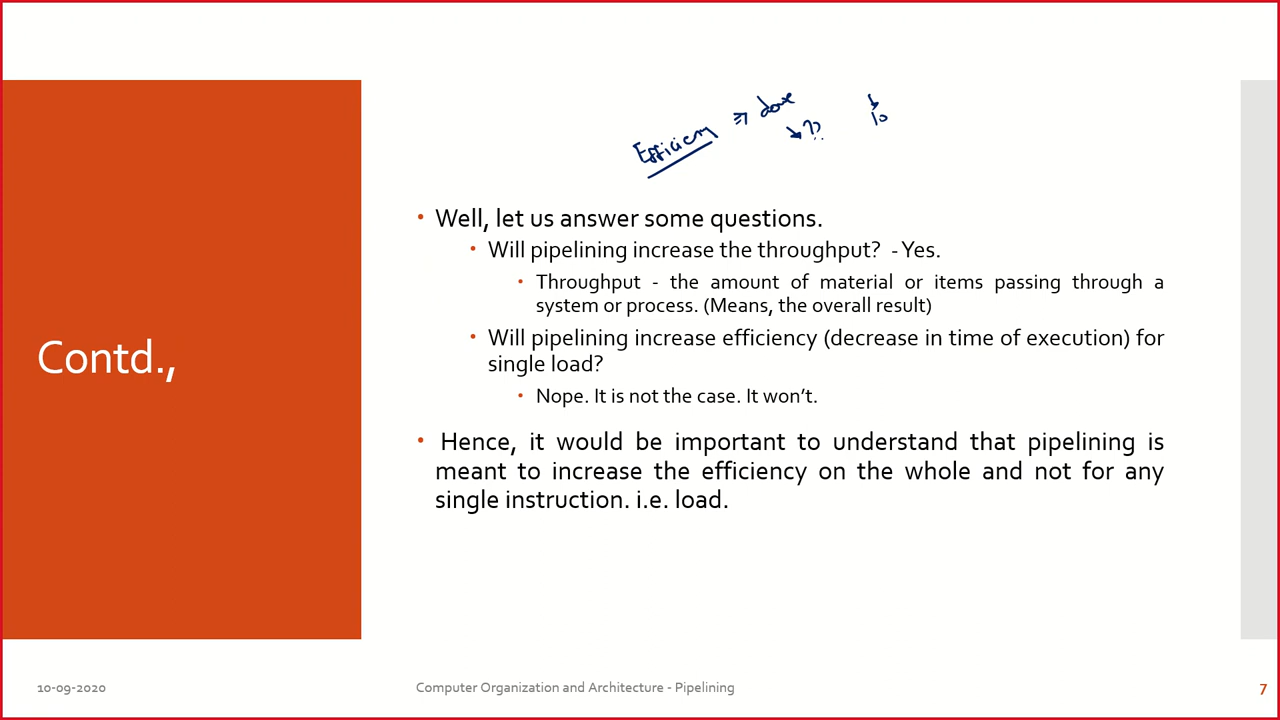 Efficiency => done
↘ ??
↓
10
• Well, let us answer some questions.
• Will pipelining increase the throughput? - Yes.
• Throughput - the amount of material or items passing through a
system or process. (Means, the overall result)
• Will pipelining increase efficiency (decrease in time of execution) for
single load?
• Nope. It is not the case. It won't.
Contd.,
• Hence, it would be important to understand that pipelining is
meant to increase the efficiency on the whole and not for any
single instruction. i.e. load.
10-09-2020
Computer Organization and Architecture - Pipelining
7